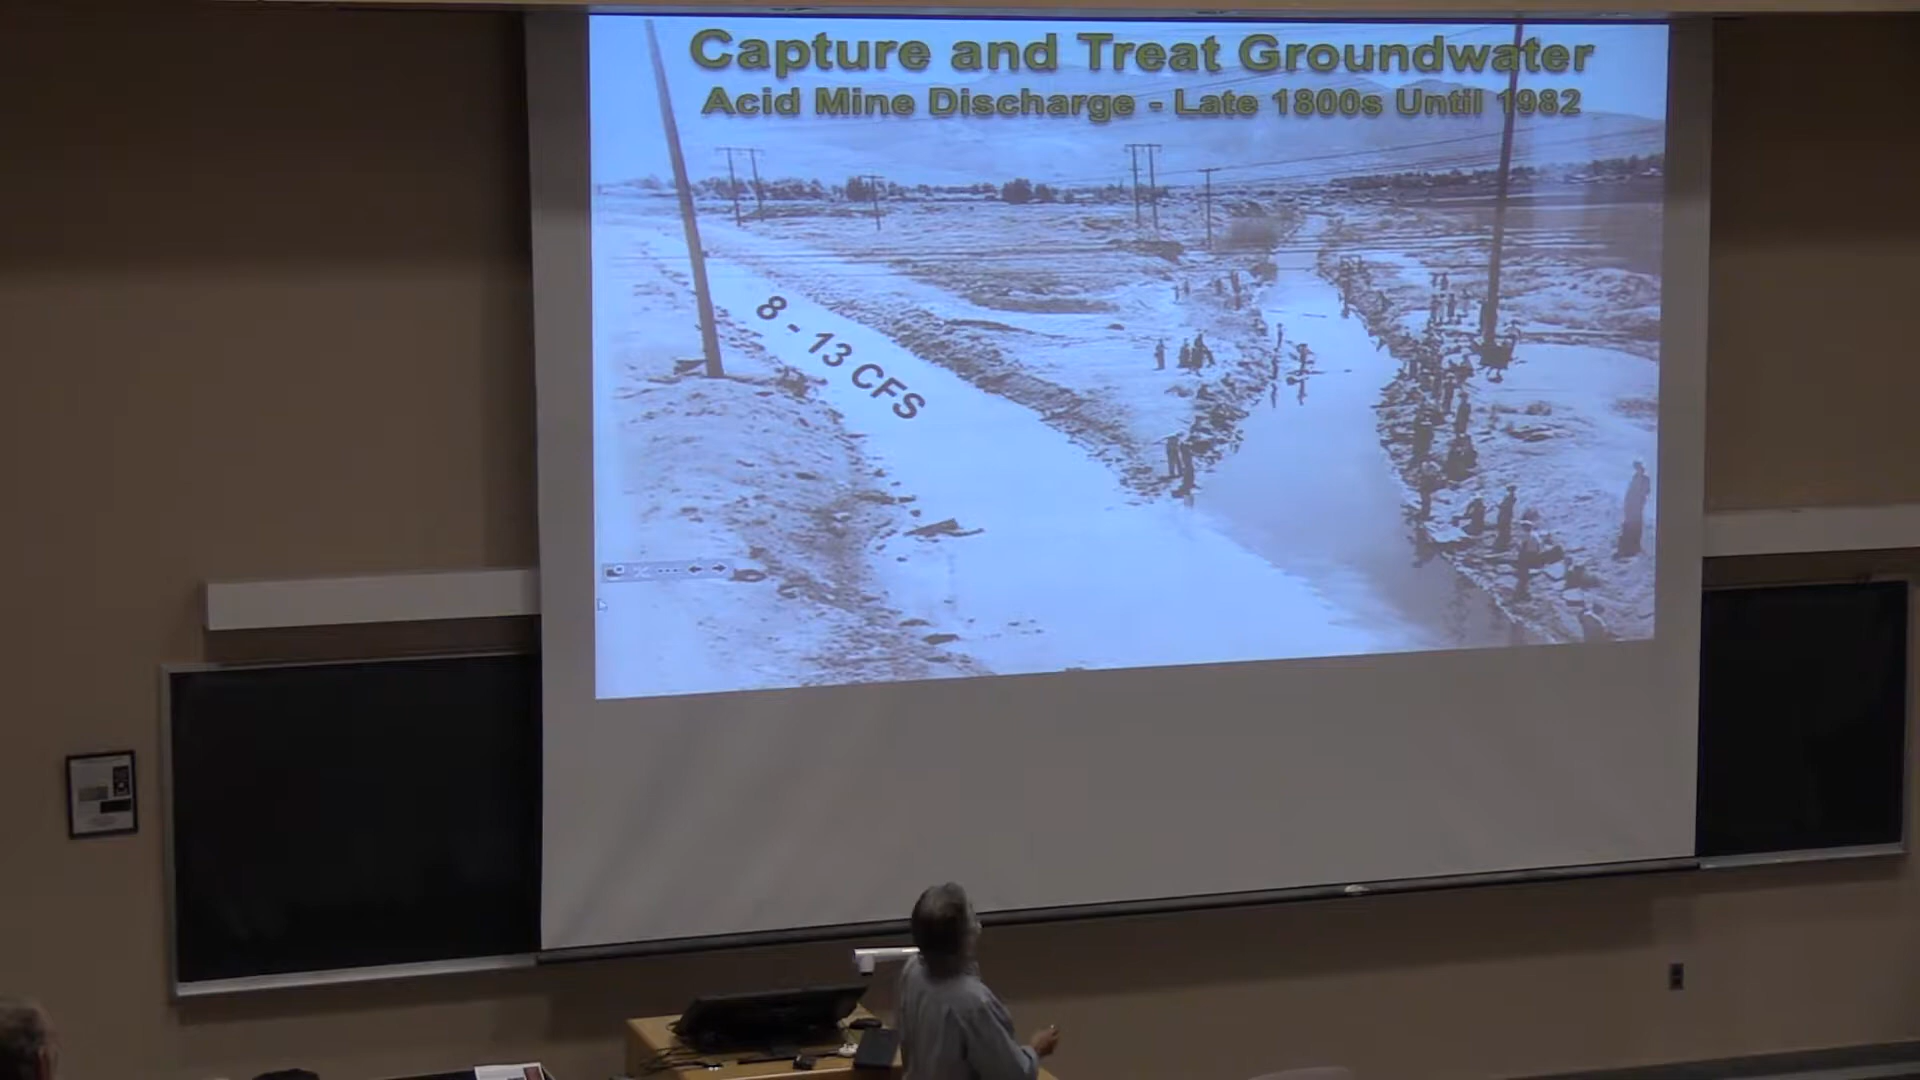 Capture and Treat Groundwater
Acid Mine Discharge - Late 1800s Until 1982
8 - 13 CFS